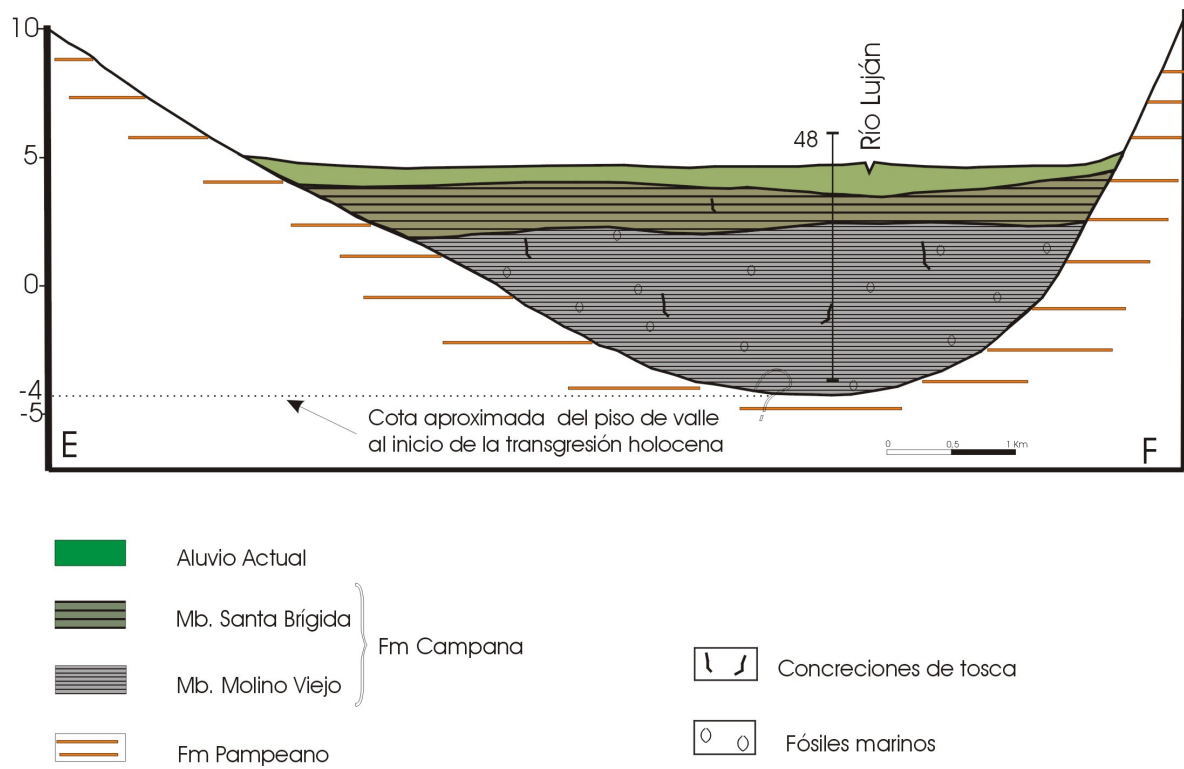 10
5
0
-4
-5
48
Río Luján
Cota aproximada del piso de valle
al inicio de la transgresión holocena
E
F
0 0,5 1 Km
Aluvio Actual
Mb. Santa Brígida
Fm Campana
Mb. Molino Viejo
Fm Pampeano
Concreciones de tosca
Fósiles marinos